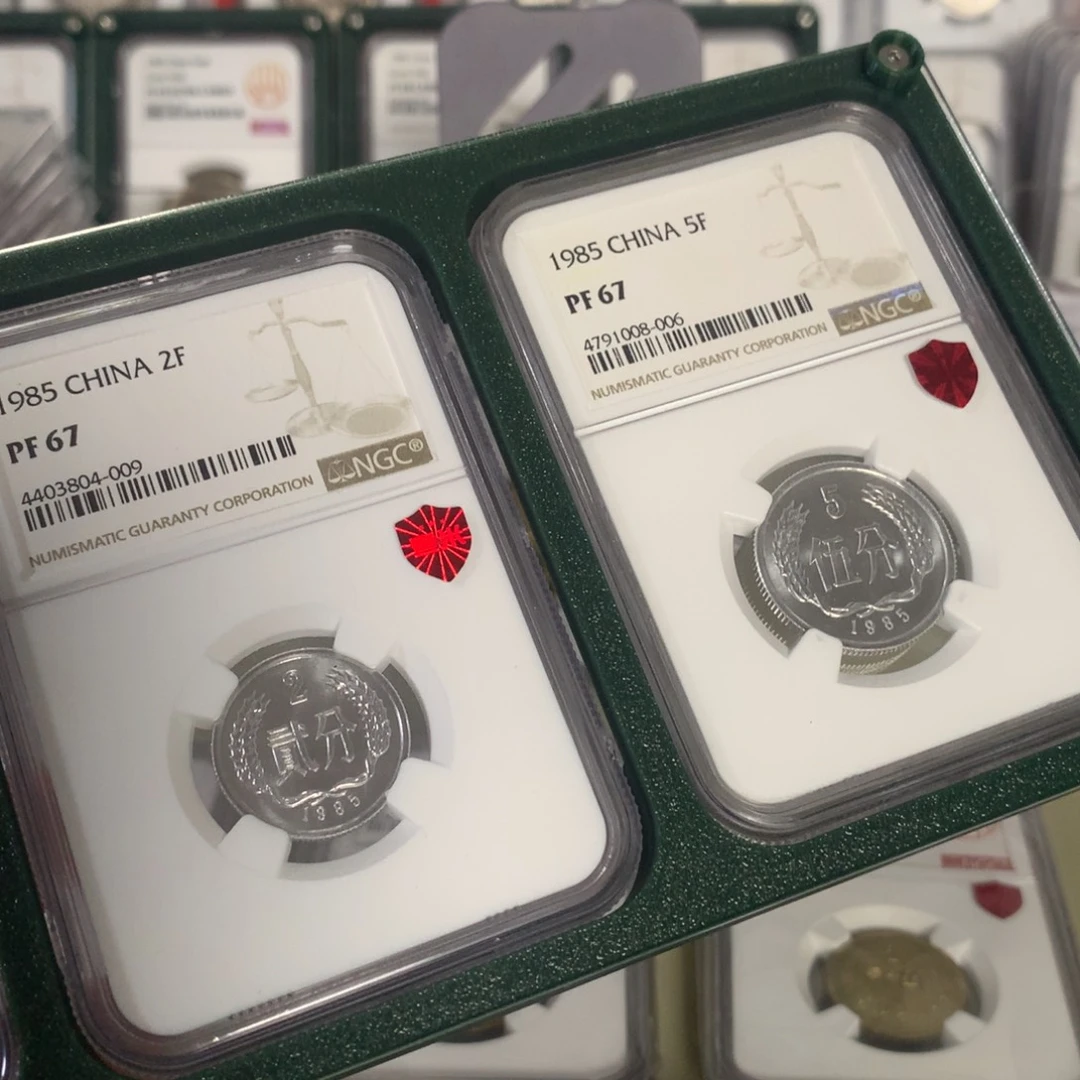 1985 CHINA 2F
PF 67
4403804-009
NGC®
NUMISMATIC GUARANTY CORPORATION
2
贰分
1985
1985 CHINA 5F
PF 67
4791008-006
NGC®
NUMISMATIC GUARANTY CORPORATION
5
伍分
1985